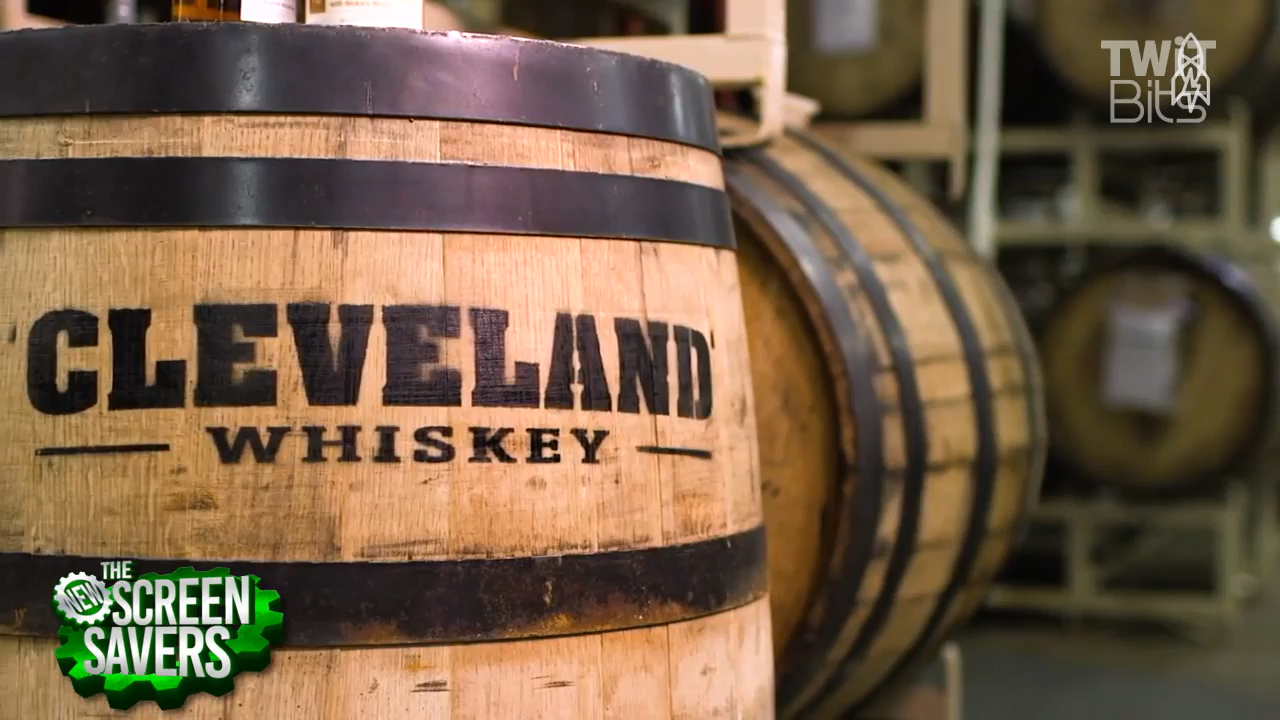 TWiT
Bits
CLEVELAND
WHISKEY
THE
NEW
SCREEN
SAVERS